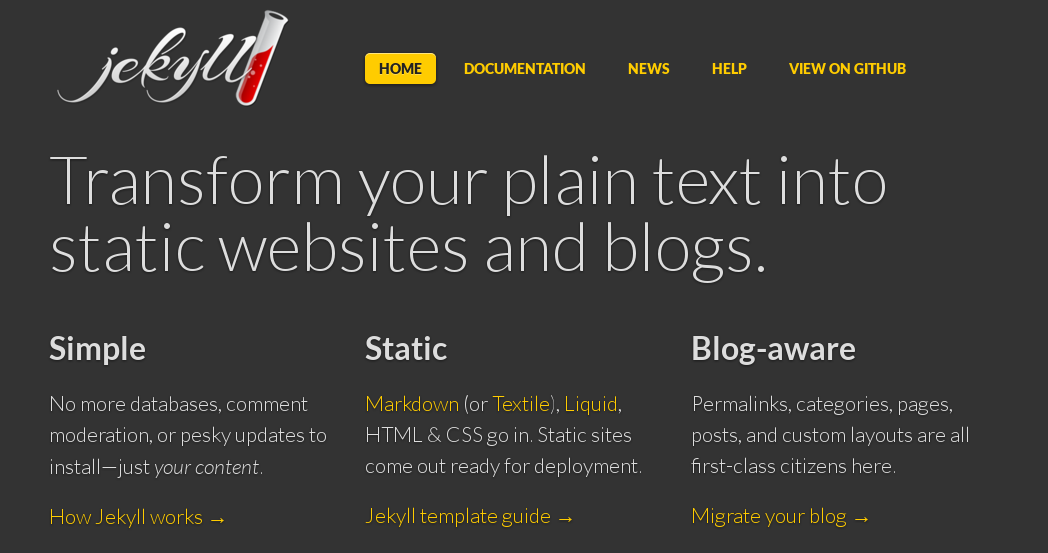 jekyll
HOME DOCUMENTATION NEWS HELP VIEW ON GITHUB
Transform your plain text into
static websites and blogs.
Simple
No more databases, comment
moderation, or pesky updates to
install—just your content.
How Jekyll works →
Static
Markdown (or Textile), Liquid,
HTML & CSS go in. Static sites
come out ready for deployment.
Jekyll template guide →
Blog-aware
Permalinks, categories, pages,
posts, and custom layouts are all
first-class citizens here.
Migrate your blog →